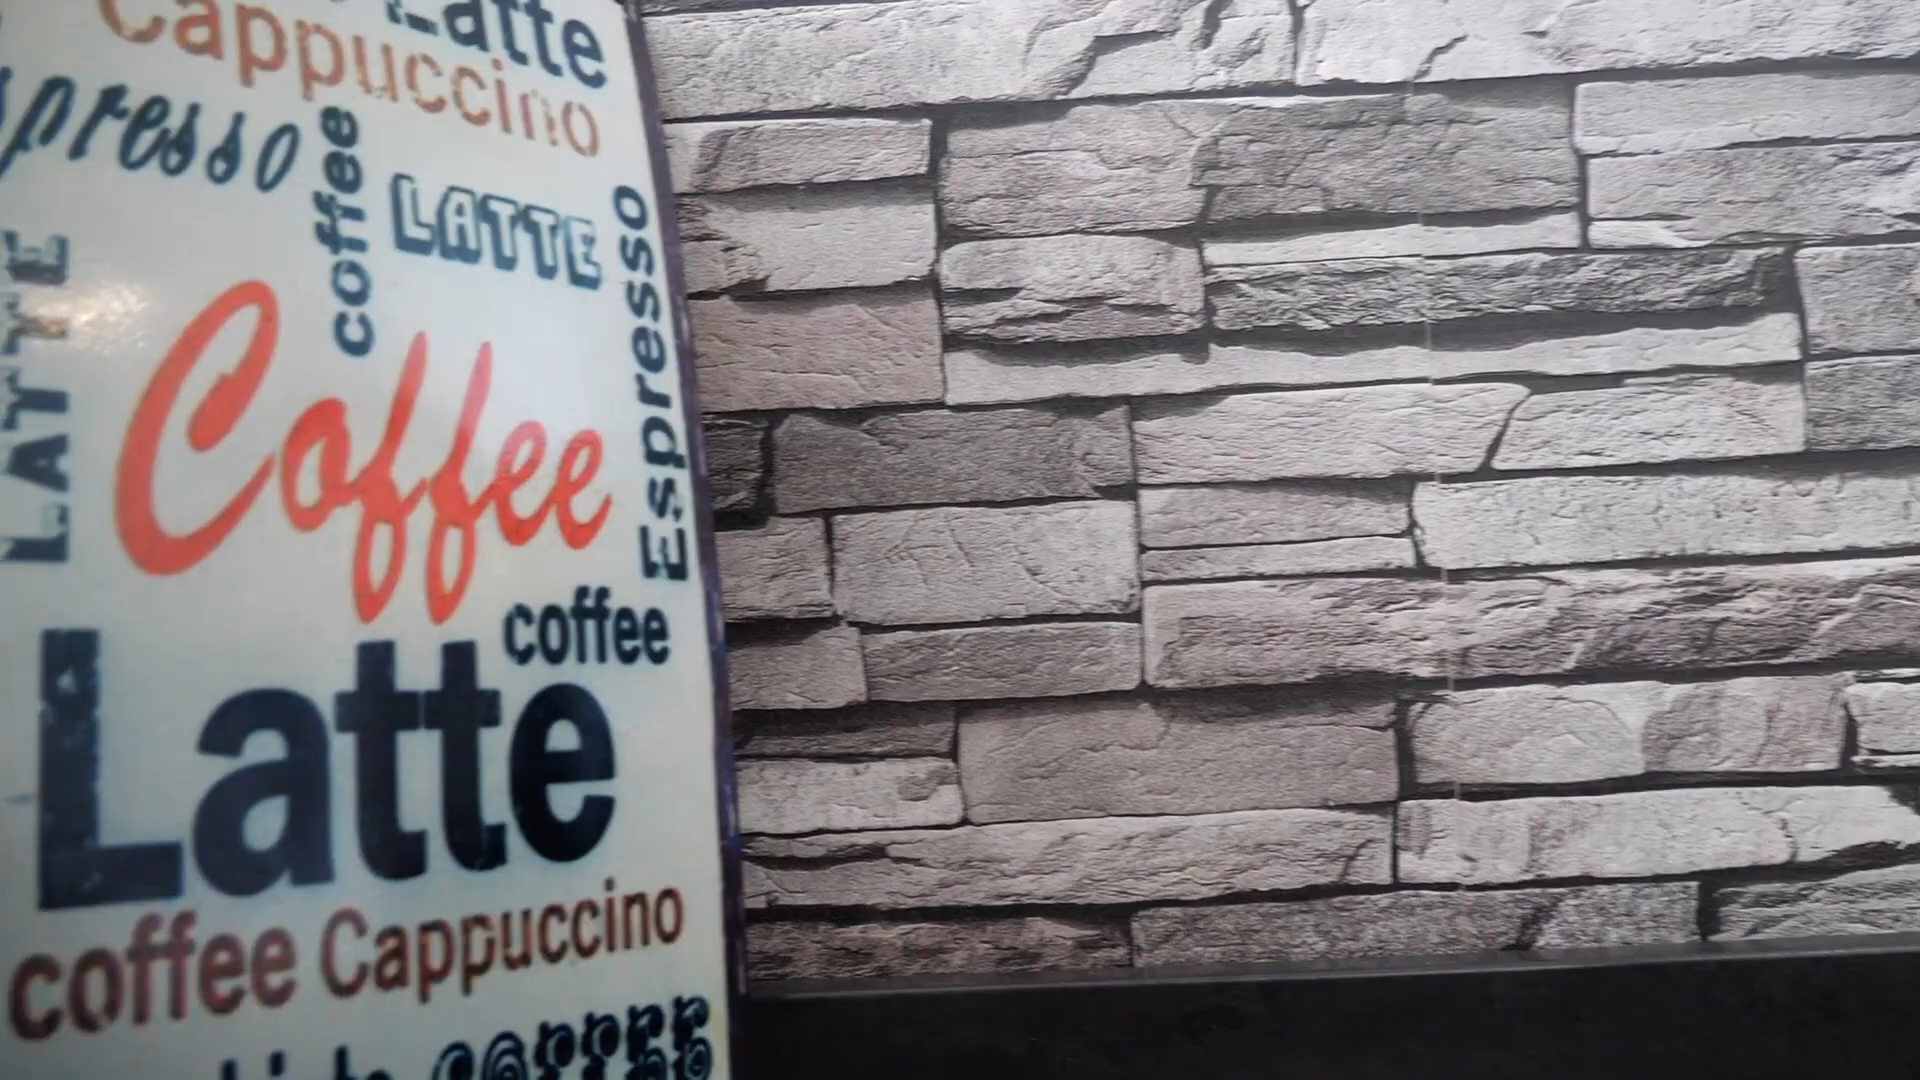 Latte
Cappuccino
spresso
coffee
LATTE
Espresso
LATTE
Coffee
coffee
Latte
coffee Cappuccino